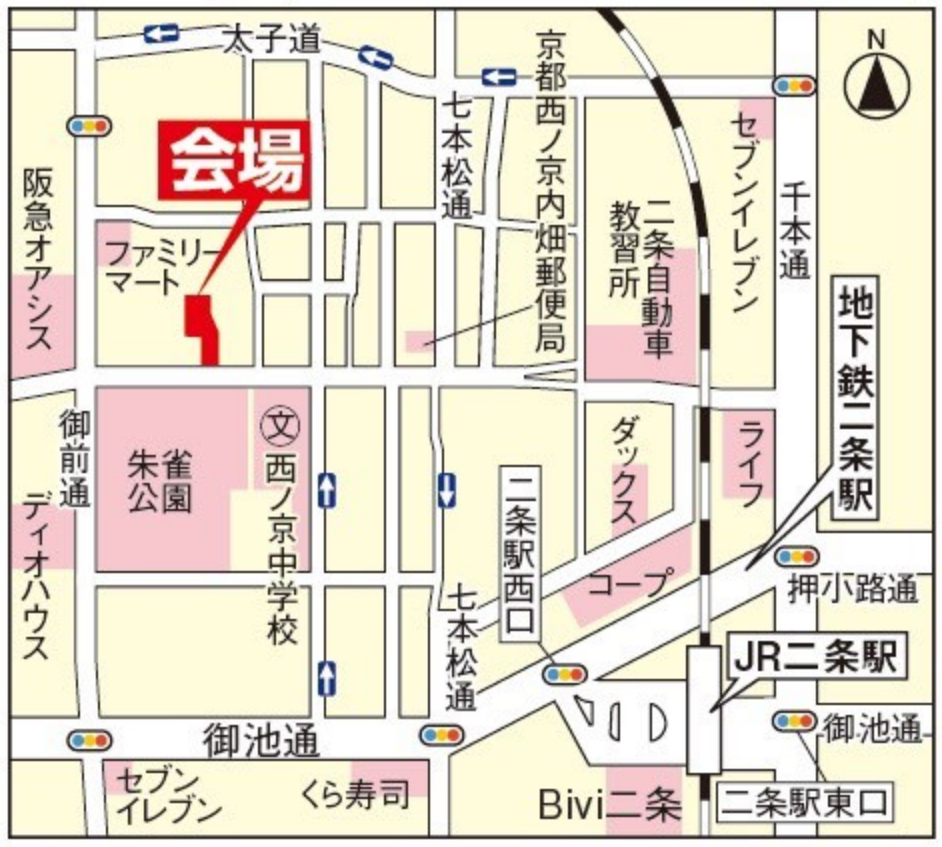 太子道
N
会場
阪急オアシス
ファミリー
マート
七本松通
京都西ノ京内畑郵便局
二条自動車
教習所
セブンイレブン
千本通
地下鉄二条駅
御前通
朱雀
公園
文
西ノ京中学校
ダックス
ライフ
二条駅西口
ディオハウス
コープ
押小路通
七本松通
JR二条駅
御池通
御池通
セブン
イレブン
くら寿司
Bivi二条
二条駅東口